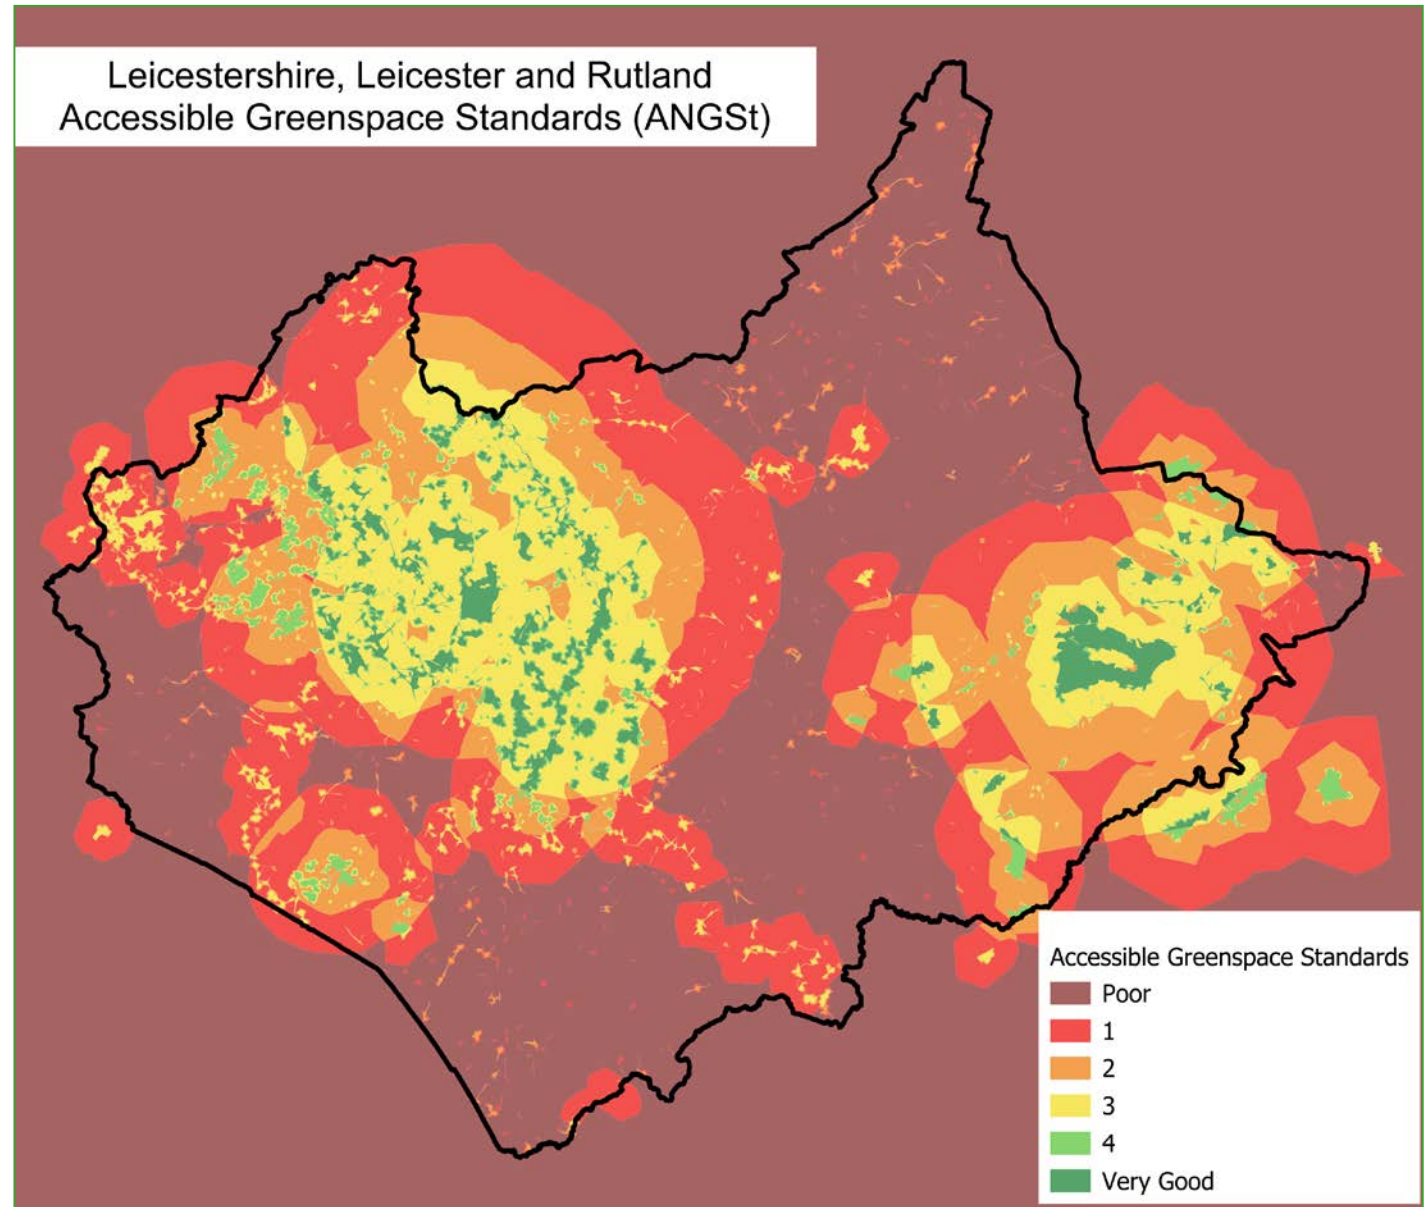 Leicestershire, Leicester and Rutland
Accessible Greenspace Standards (ANGSt)
Accessible Greenspace Standards
Poor
1
2
3
4
Very Good